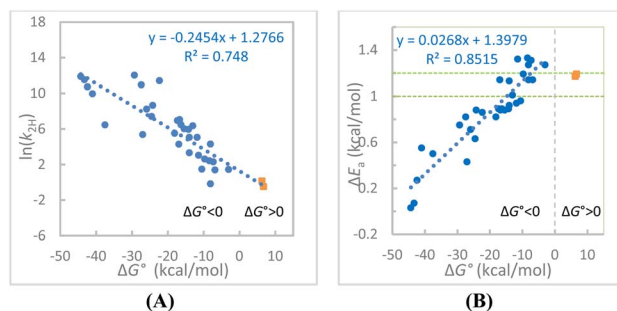 y = -0.2454x + 1.2766
R² = 0.748
ln(k2H)
18
14
10
6
2
-2
-6
ΔG°<0
ΔG°>0
-50
-40
-30
-20
-10
0
10
ΔG° (kcal/mol)
(A)
y = 0.0268x + 1.3979
R² = 0.8515
ΔEa (kcal/mol)
1.4
1
0.6
0.2
-0.2
ΔG°<0
ΔG°>0
-50
-40
-30
-20
-10
0
10
ΔG° (kcal/mol)
(B)